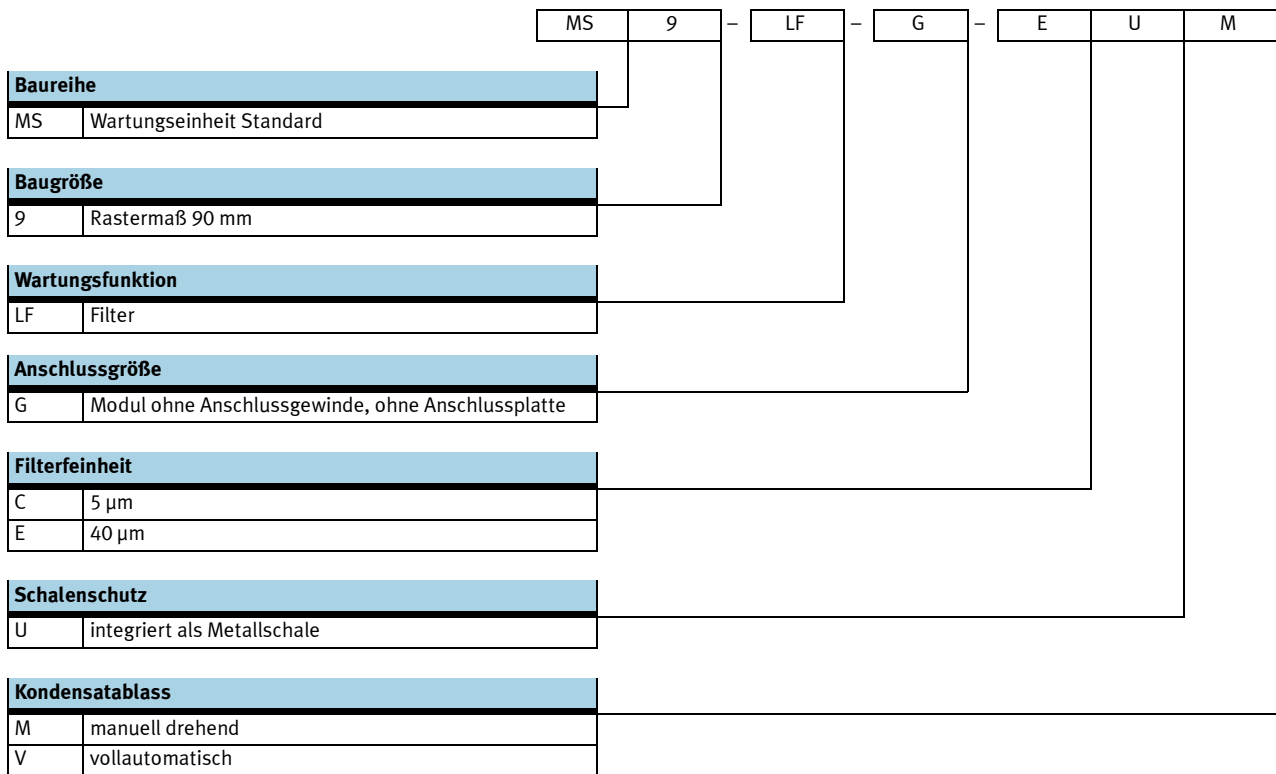 MS 9 – LF – G – E U M
Baureihe
MS Wartungseinheit Standard
Baugröße
9 Rastermaß 90 mm
Wartungsfunktion
LF Filter
Anschlussgröße
G Modul ohne Anschlussgewinde, ohne Anschlussplatte
Filterfeinheit
C 5 µm
E 40 µm
Schalenschutz
U integriert als Metallschale
Kondensatablass
M manuell drehend
V vollautomatisch